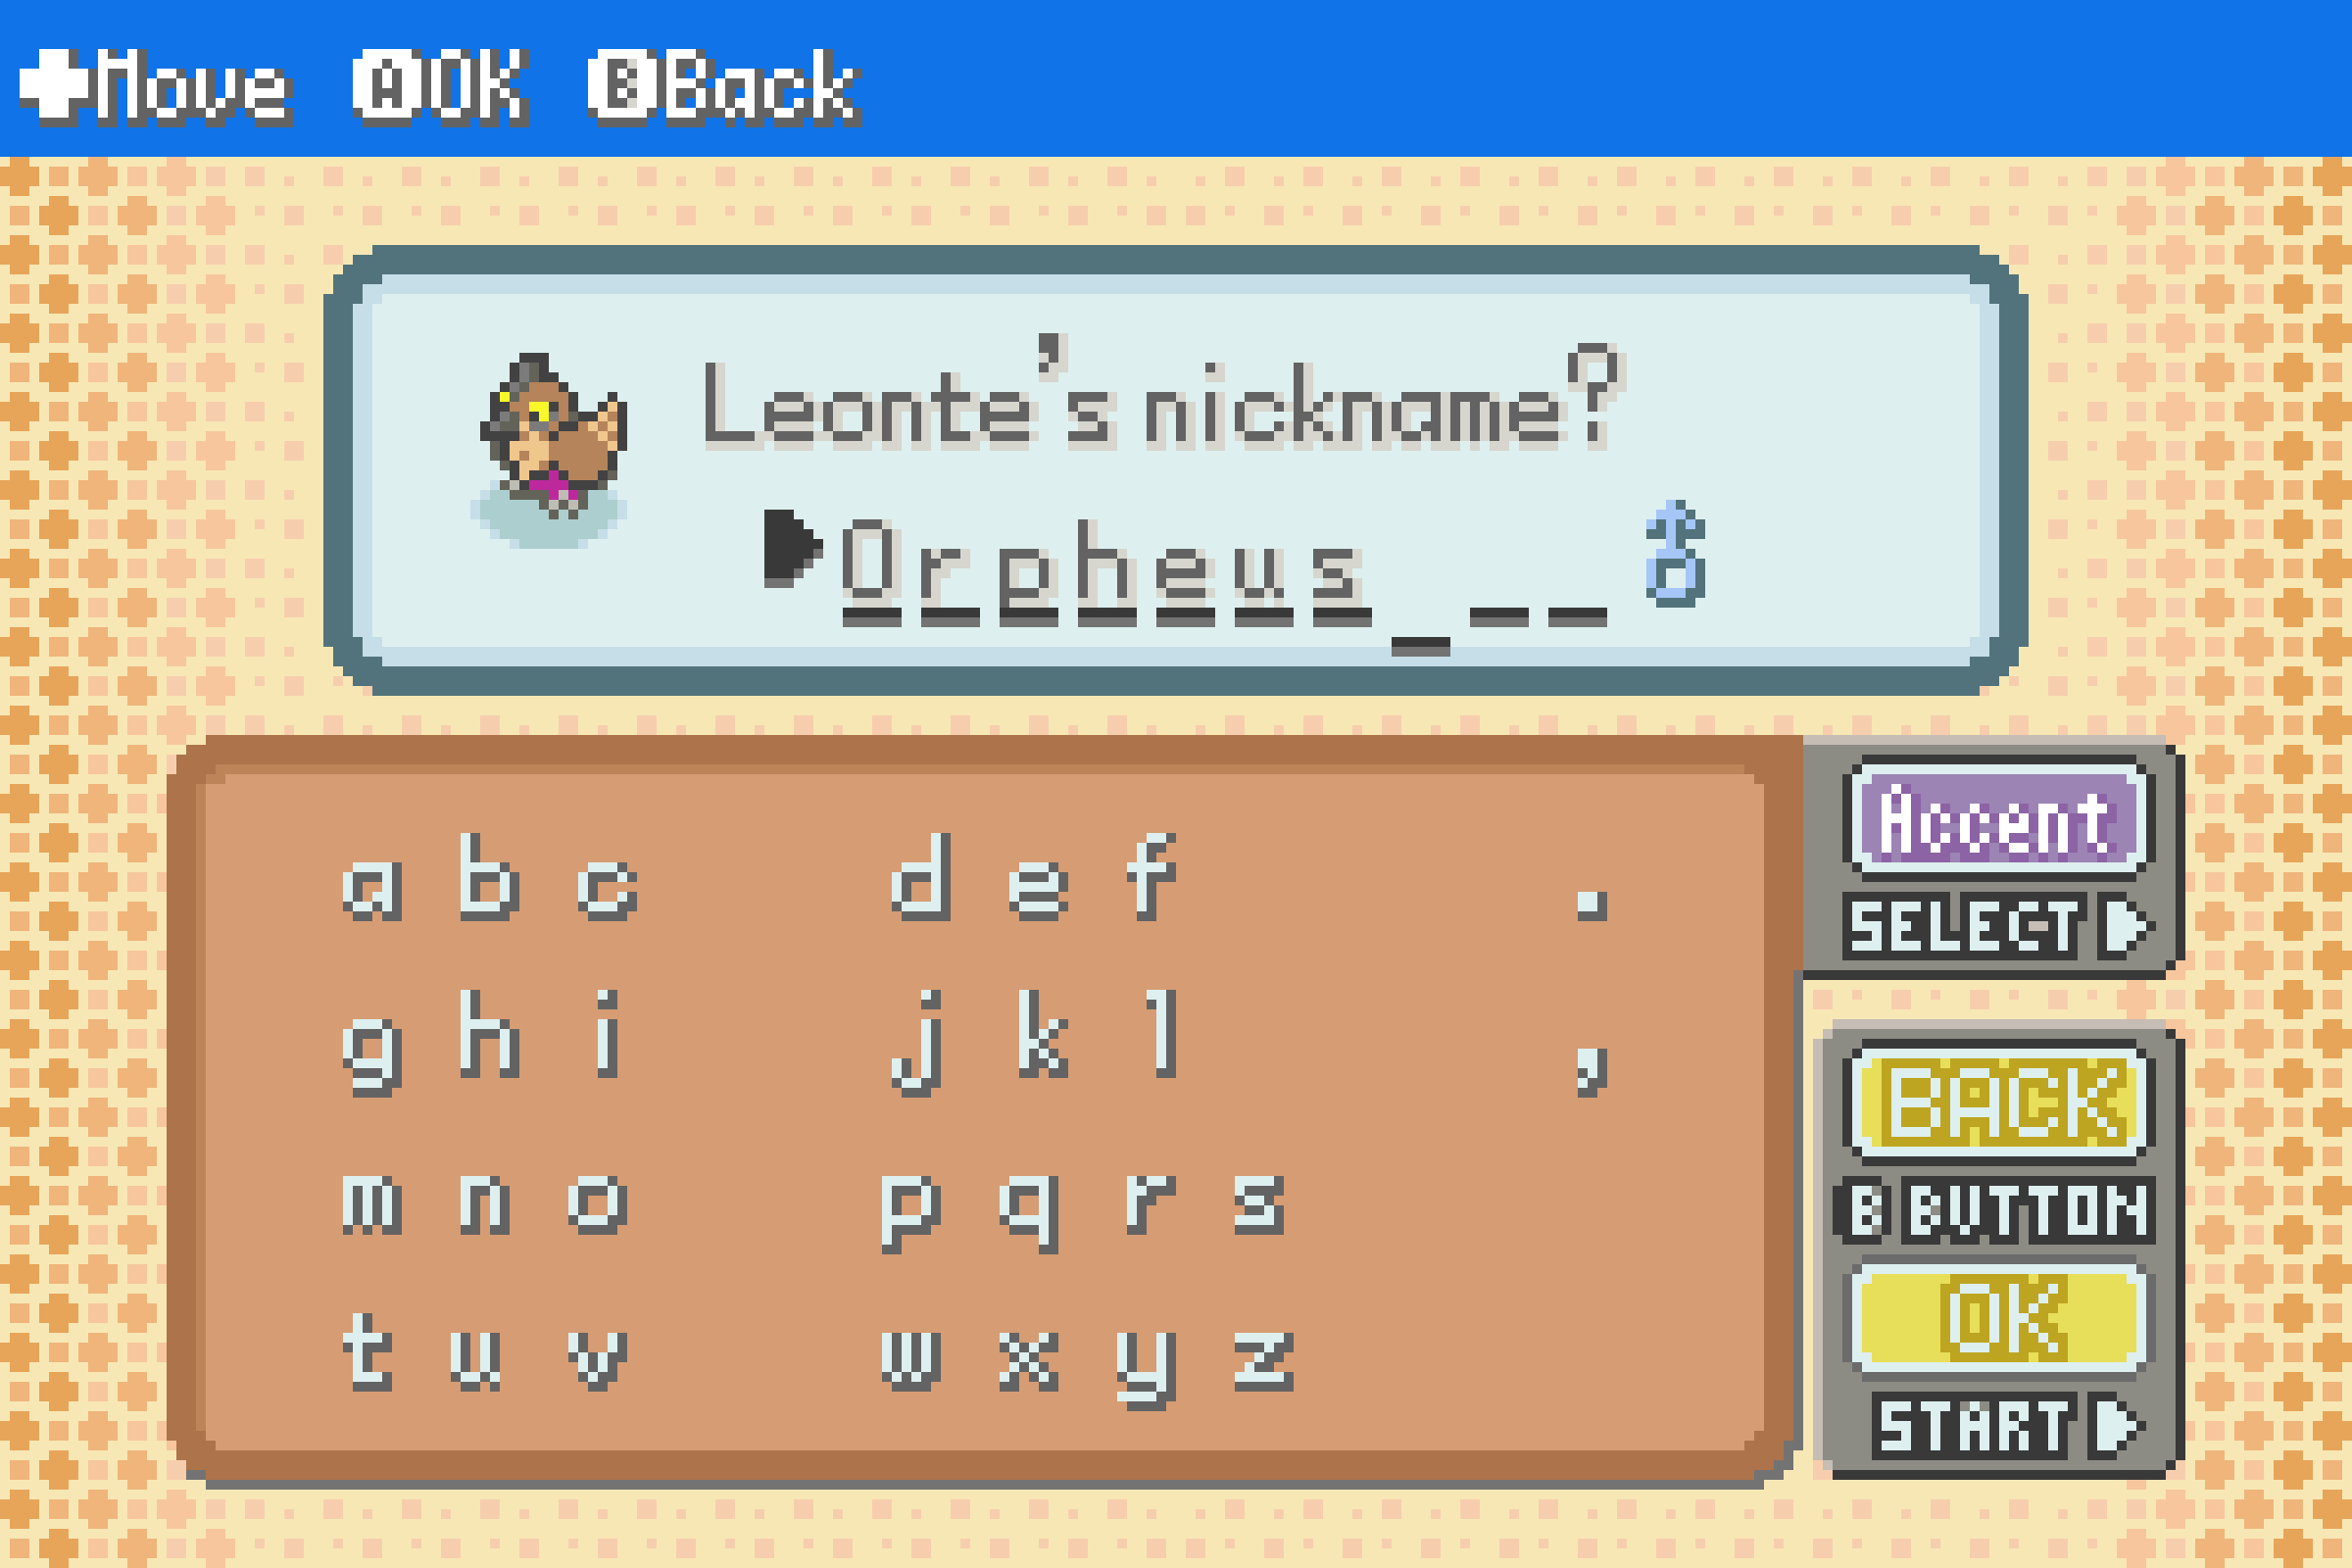 Move A OK B Back
Leonte's nickname?
Orpheus
a b c d e f .
g h i j k l ,
m n o p q r s
t u v w x y z
Accent
SELECT
BACK
B BUTTON
OK
START